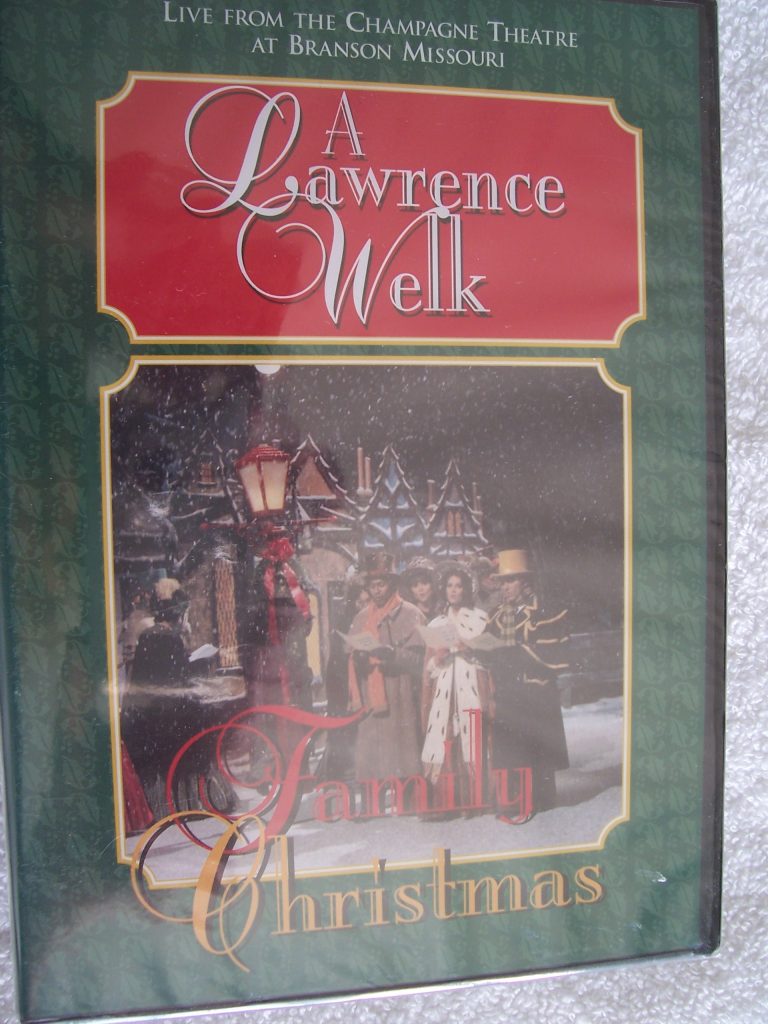 Live from the Champagne Theatre
at Branson Missouri
A
Lawrence
Welk
Family
Christmas